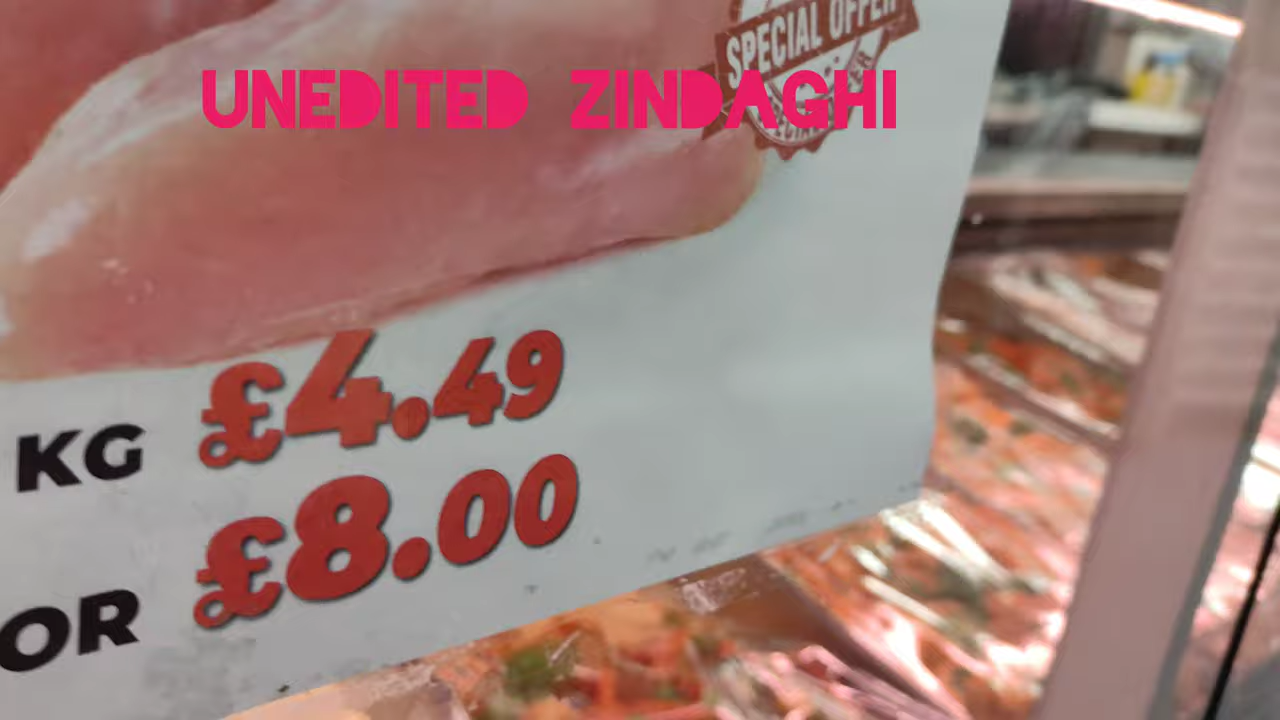 SPECIAL OFFER
UNEDITED ZINDAGHI
KG £4.49
OR £8.00